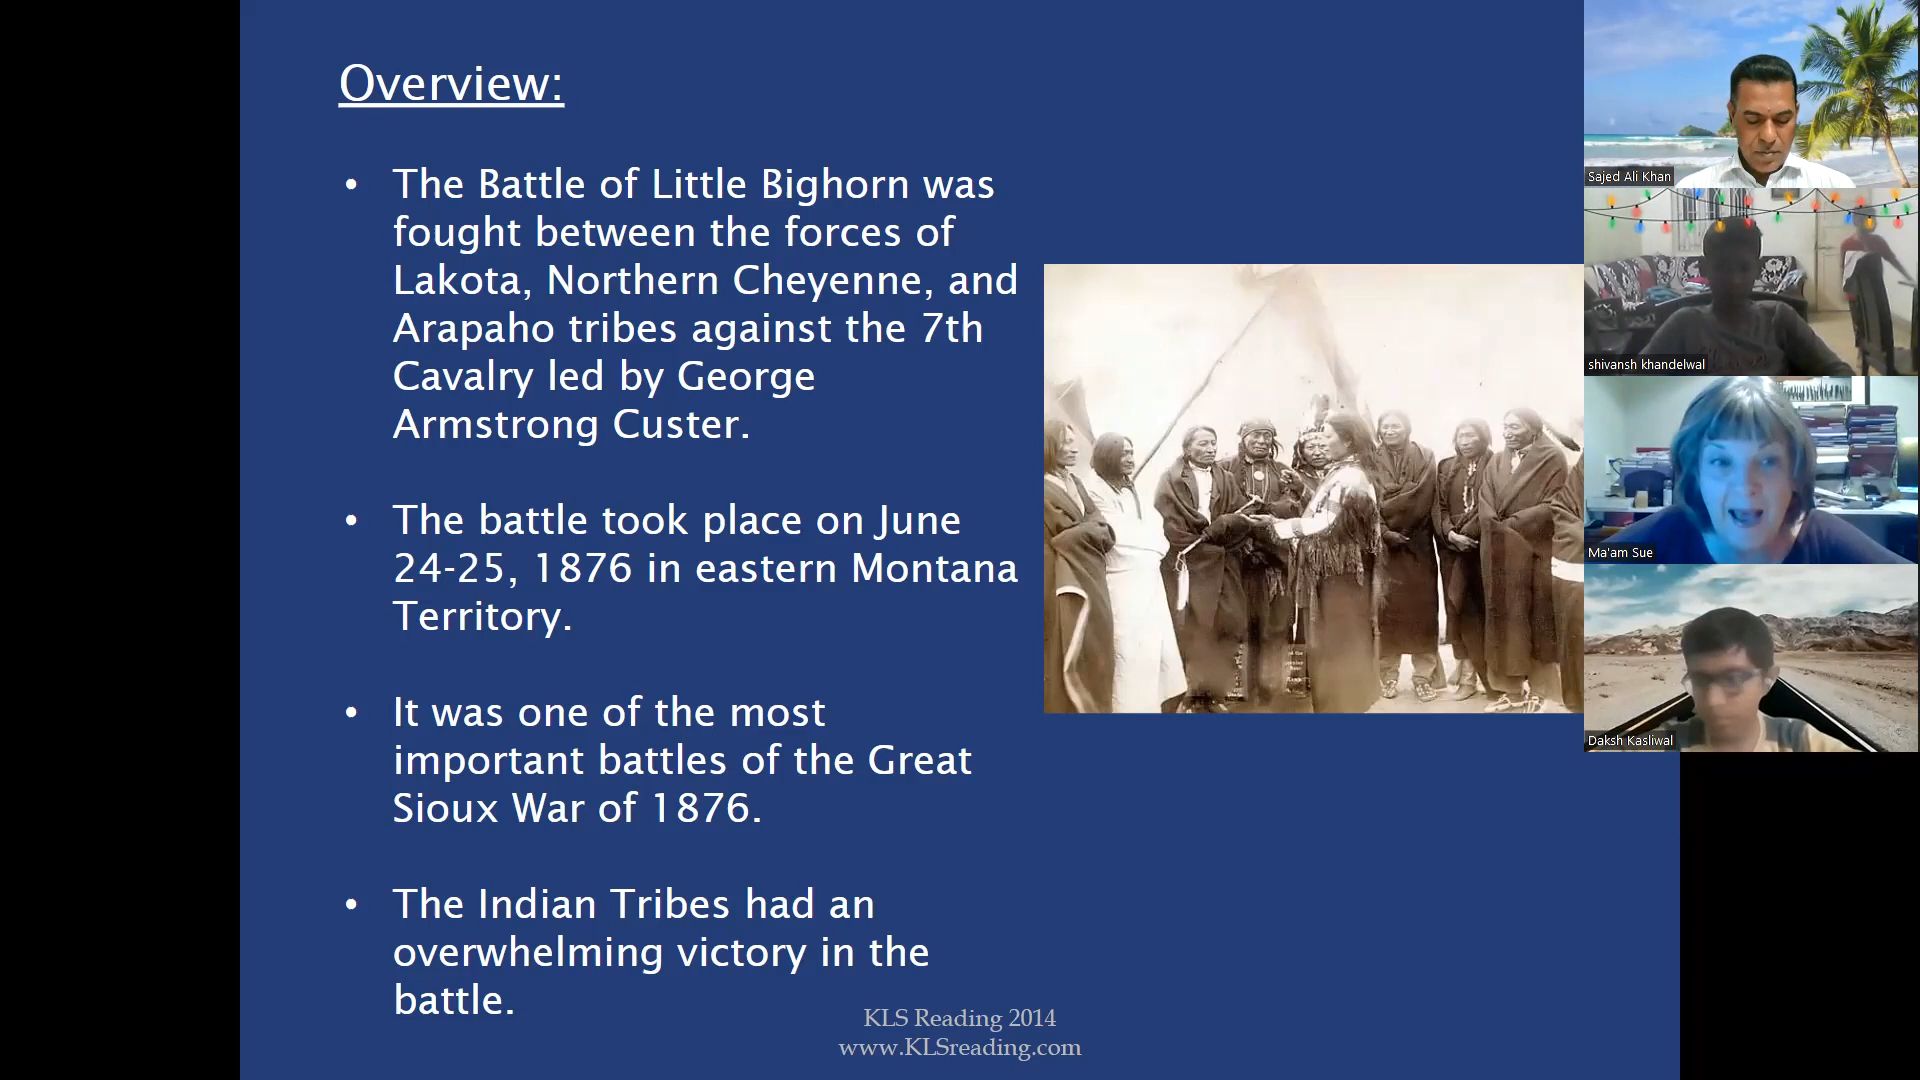 Overview:
• The Battle of Little Bighorn was
fought between the forces of
Lakota, Northern Cheyenne, and
Arapaho tribes against the 7th
Cavalry led by George
Armstrong Custer.
• The battle took place on June
24-25, 1876 in eastern Montana
Territory.
• It was one of the most
important battles of the Great
Sioux War of 1876.
• The Indian Tribes had an
overwhelming victory in the
battle.
KLS Reading 2014
www.KLSreading.com
Sajed Ali Khan
shivansh khandelwal
Ma'am Sue
Daksh Kasliwal